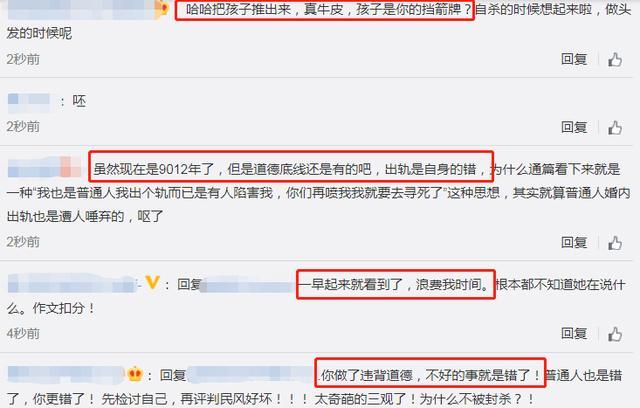 哈哈把孩子推出来，真牛皮，孩子是你的挡箭牌？自杀的时候想起来啦，做头
发的时候呢
2秒前
回复
：呸
2秒前
回复
虽然现在是9012年了，但是道德底线还是有的吧，出轨是自身的错，为什么通篇看下来就是
一种“我也是普通人我出个轨而已是有人陷害我，你们再喷我我就要去寻死了”这种思想，其实就算普通人婚内
出轨也是遭人唾弃的，呕了
2秒前
回复
：回复
一早起来就看到了，浪费我时间。根本都不知道她在说什
么。作文扣分！
4秒前
回复
：回复
你做了违背道德，不好的事就是错了！普通人也是错
了，你更错了！先检讨自己，再评判民风好坏！！！太奇葩的三观了！为什么不被封杀？！